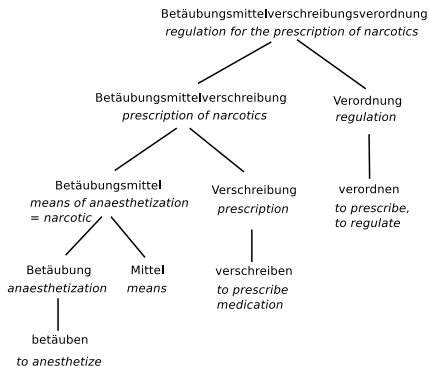 Betäubungsmittelverschreibungsverordnung
regulation for the prescription of narcotics
Betäubungsmittelverschreibung
prescription of narcotics
Verordnung
regulation
Betäubungsmittel
means of anaesthetization
= narcotic
Verschreibung
prescription
verordnen
to prescribe,
to regulate
Betäubung
anaesthetization
Mittel
means
verschreiben
to prescribe
medication
betäuben
to anesthetize